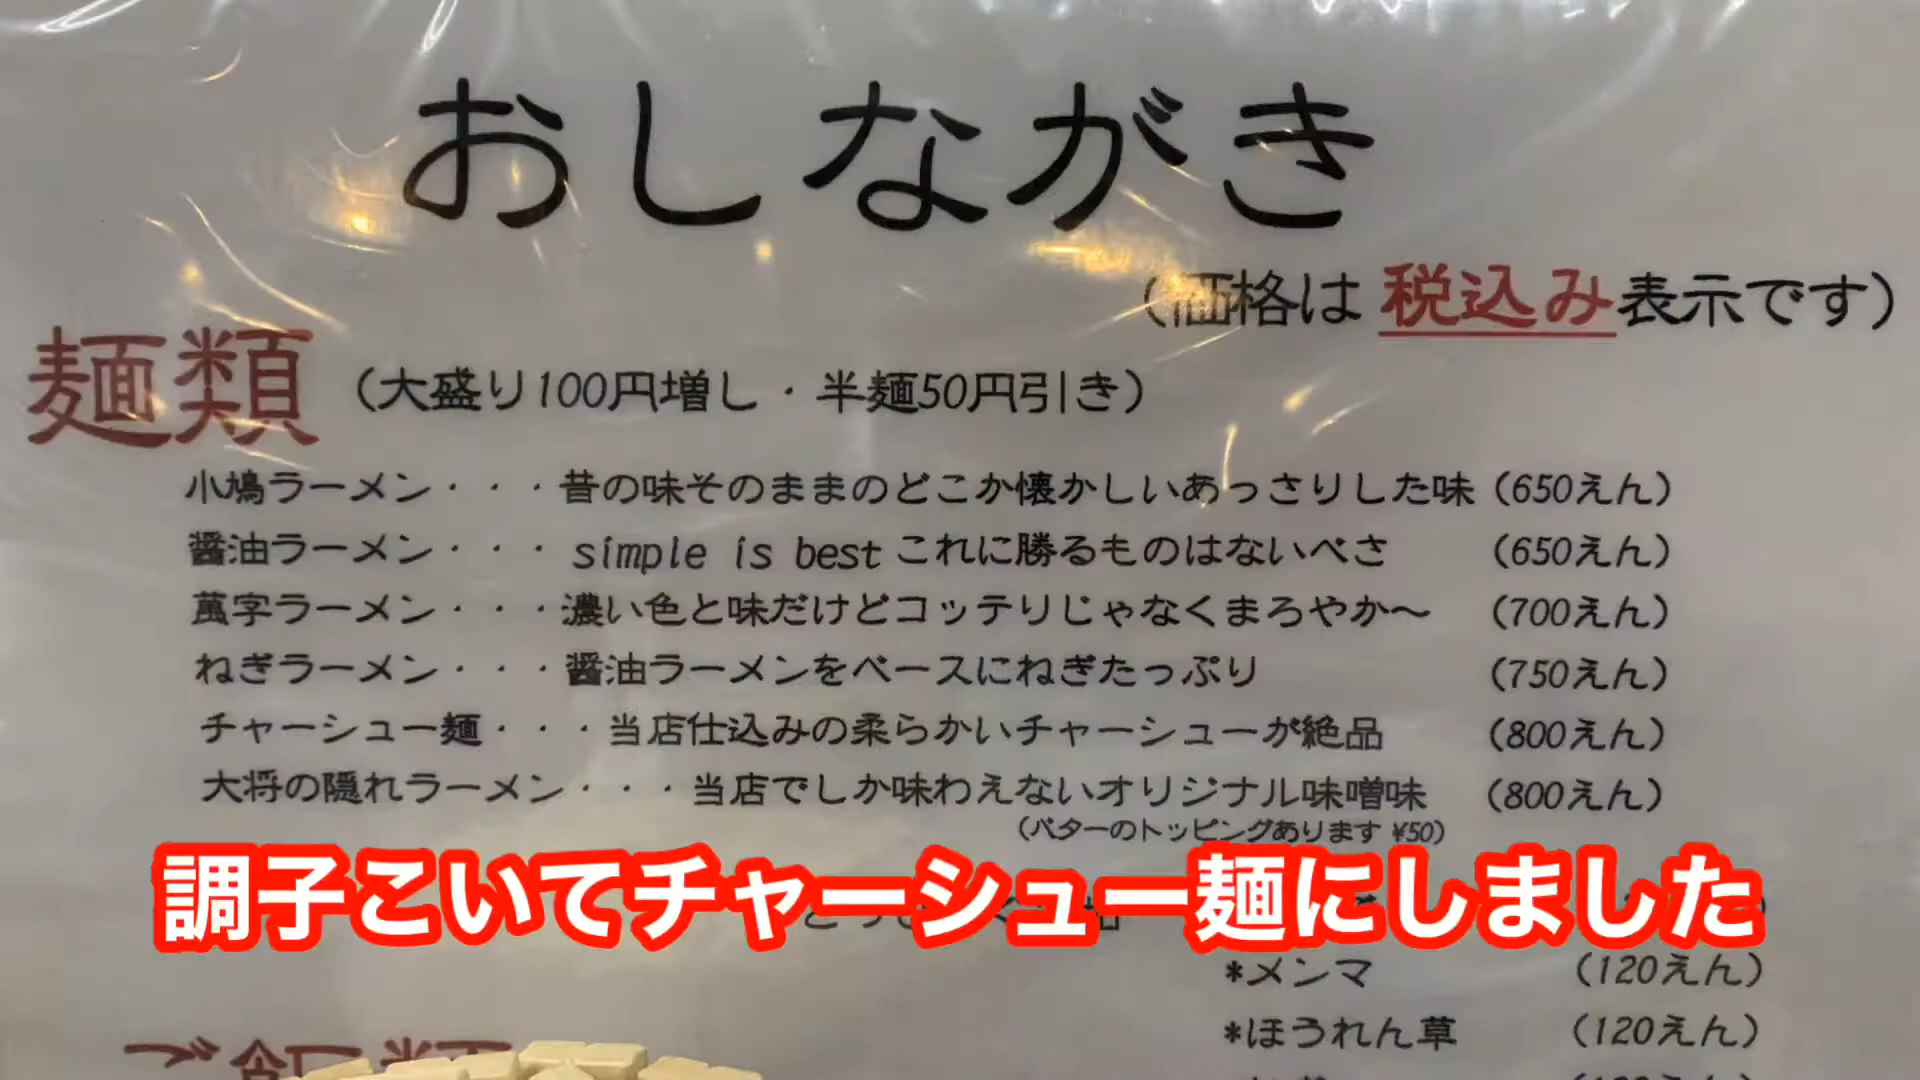 おしながき
（価格は 税込み表示です）
麺類 （大盛り100円増し・半麺50円引き）
小鳩ラーメン・・・昔の味そのままのどこか懐かしいあっさりした味（650えん）
醤油ラーメン・・・simple is best これに勝るものはないべさ （650えん）
萬字ラーメン・・・濃い色と味だけどコッテリじゃなくまろやか〜 （700えん）
ねぎラーメン・・・醤油ラーメンをベースにねぎたっぷり （750えん）
チャーシュー麺・・・当店仕込みの柔らかいチャーシューが絶品 （800えん）
大将の隠れラーメン・・・当店でしか味わえないオリジナル味噌味 （800えん）
（バターのトッピングあります ¥50）
調子こいてチャーシュー麺にしました
*メンマ （120えん）
*ほうれん草 （120えん）